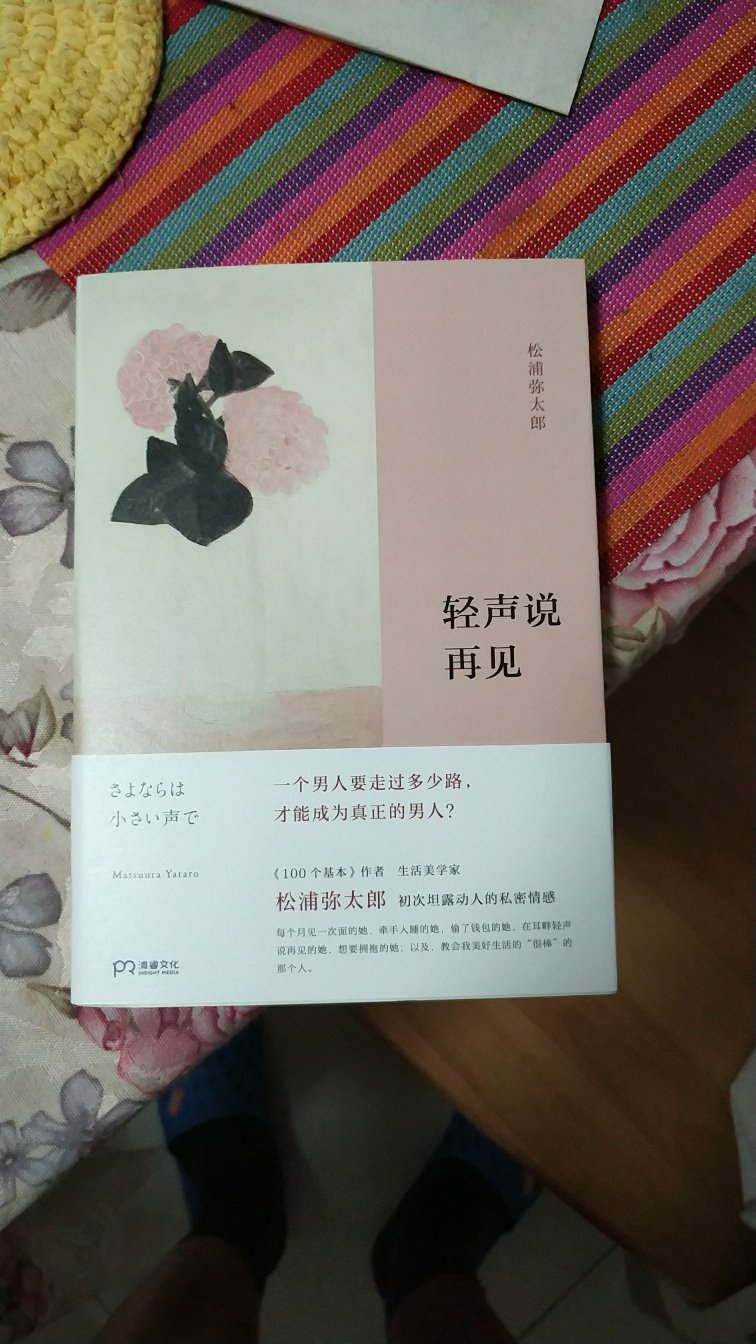 松浦弥太郎
轻声说
再见
さよならは
小さい声で
Matsuura Yataro
一个男人要走过多少路，
才能成为真正的男人？
《100个基本》作者 生活美学家
松浦弥太郎 初次坦露动人的私密情感
每个月见一次面的她，牵手入睡的她，偷了钱包的她，在耳畔轻声
说再见的她，想要拥抱的她；以及，教会我美好生活的“很棒”的
那个人。
浦睿文化
INSIGHT MEDIA